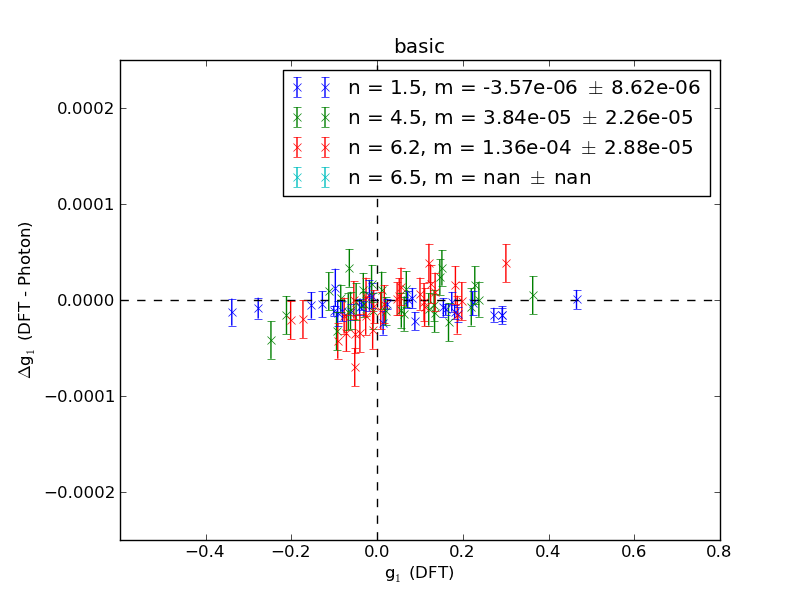 basic
n = 1.5, m = -3.57e-06 ± 8.62e-06
n = 4.5, m = 3.84e-05 ± 2.26e-05
n = 6.2, m = 1.36e-04 ± 2.88e-05
n = 6.5, m = nan ± nan
0.0002
0.0001
0.0000
−0.0001
−0.0002
Δg₁ (DFT - Photon)
−0.4 −0.2 0.0 0.2 0.4 0.6 0.8
g₁ (DFT)